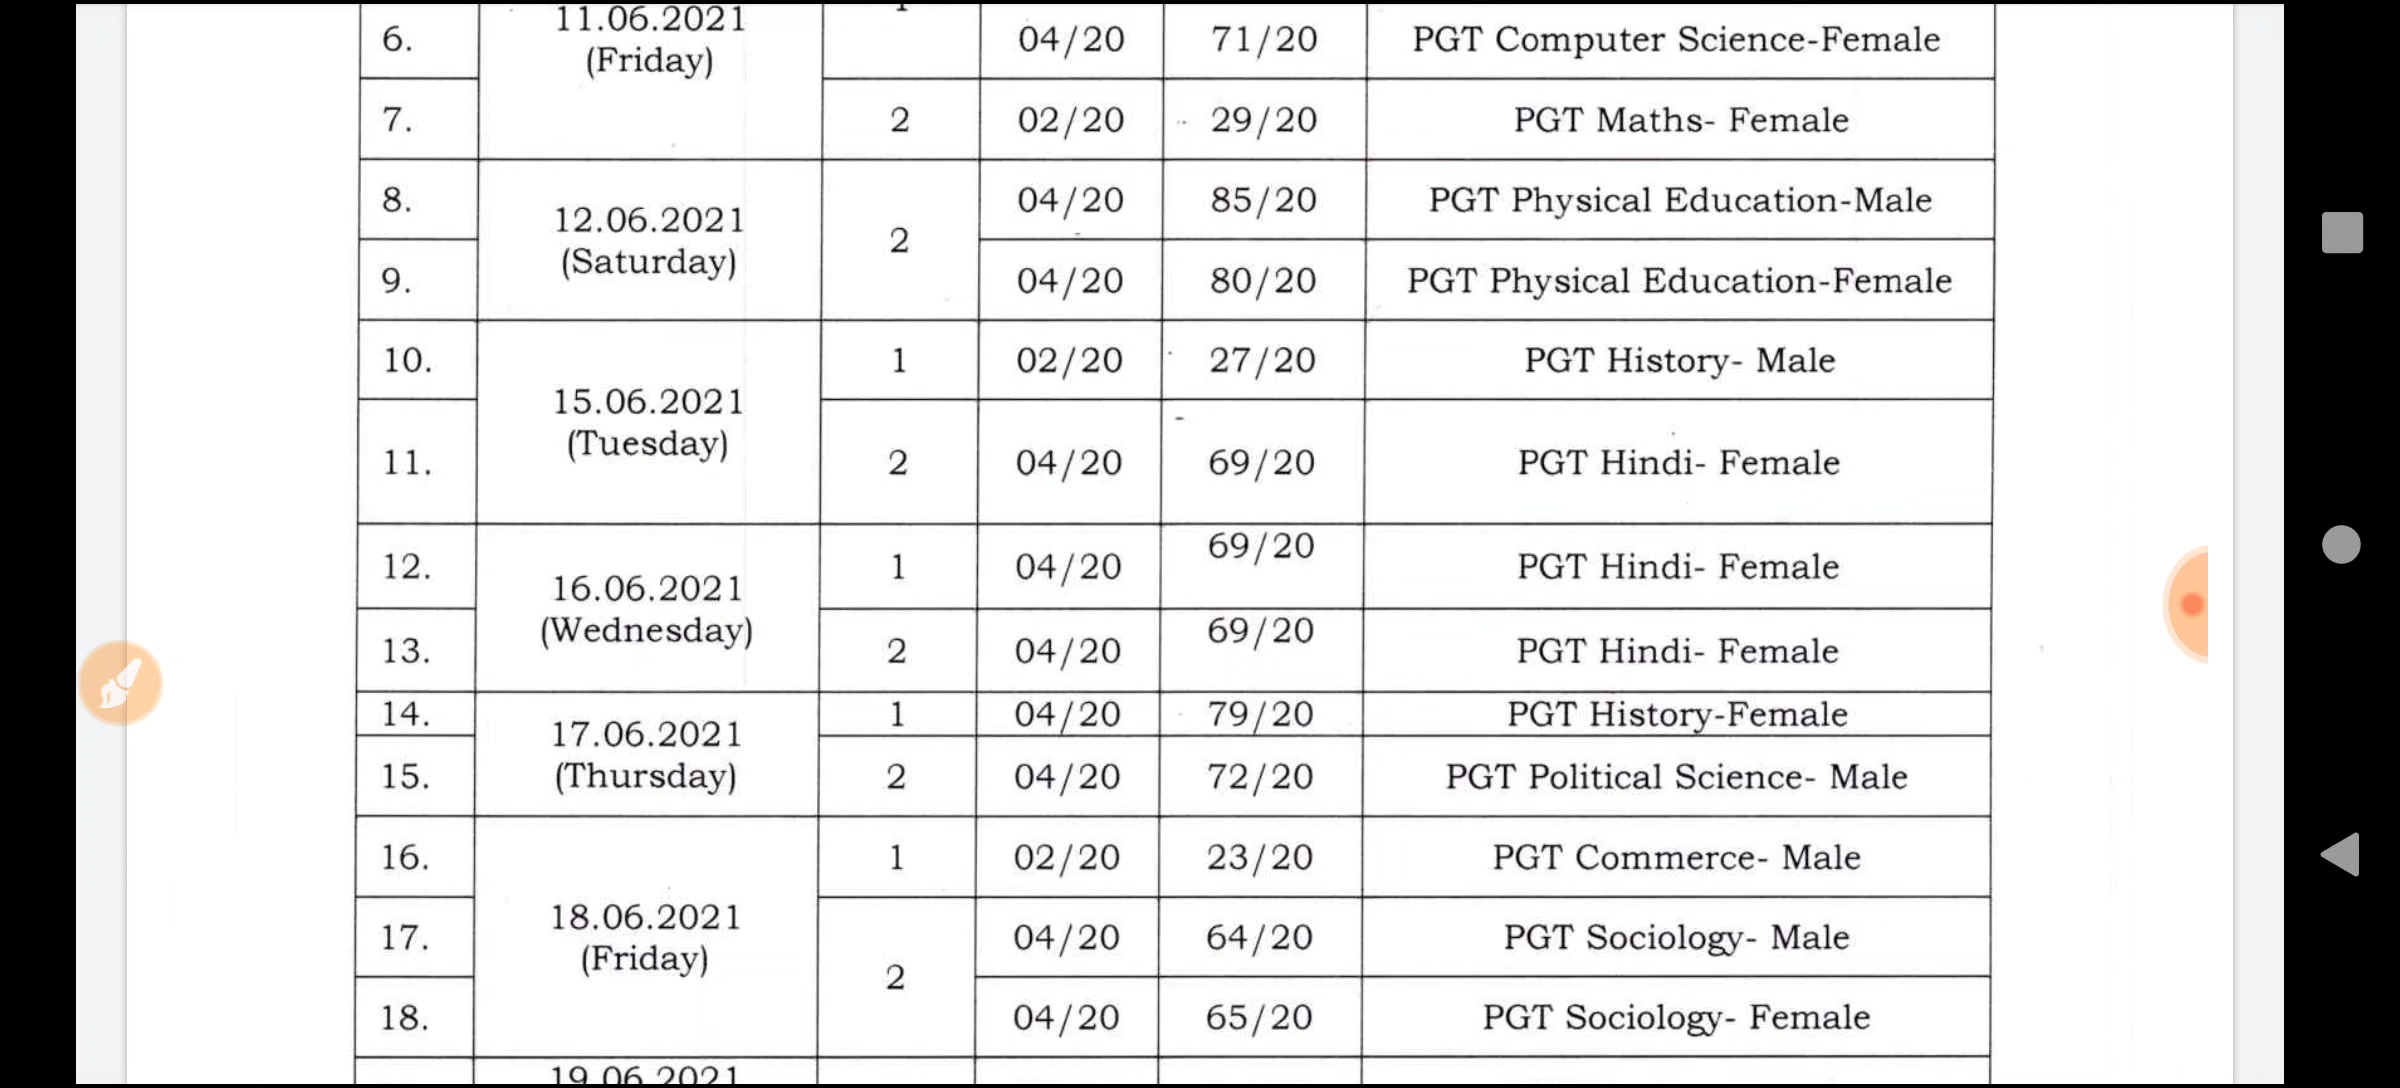 6. 11.06.2021 (Friday) 04/20 71/20 PGT Computer Science-Female
7. 2 02/20 29/20 PGT Maths- Female
8. 12.06.2021 (Saturday) 2 04/20 85/20 PGT Physical Education-Male
9. 04/20 80/20 PGT Physical Education-Female
10. 15.06.2021 (Tuesday) 1 02/20 27/20 PGT History- Male
11. 2 04/20 69/20 PGT Hindi- Female
12. 16.06.2021 (Wednesday) 1 04/20 69/20 PGT Hindi- Female
13. 2 04/20 69/20 PGT Hindi- Female
14. 17.06.2021 (Thursday) 1 04/20 79/20 PGT History-Female
15. 2 04/20 72/20 PGT Political Science- Male
16. 18.06.2021 (Friday) 1 02/20 23/20 PGT Commerce- Male
17. 2 04/20 64/20 PGT Sociology- Male
18. 04/20 65/20 PGT Sociology- Female
19.06.2021